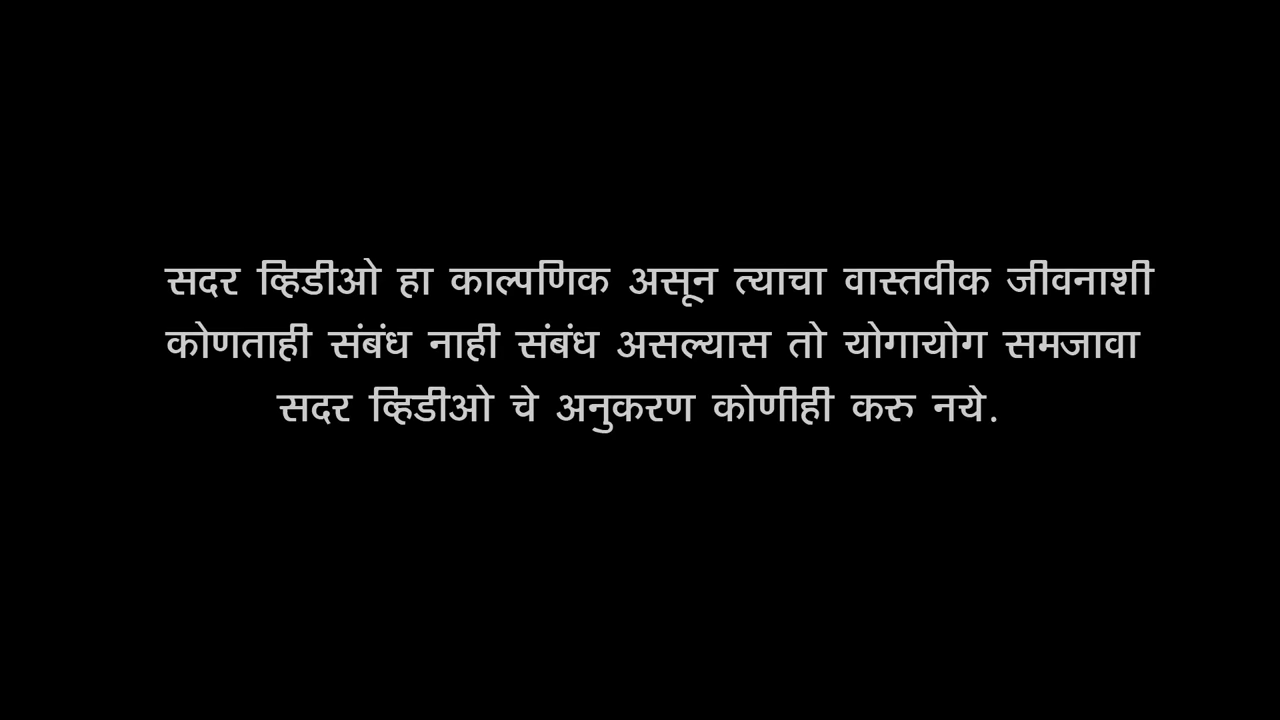 सदर व्हिडीओ हा काल्पणिक असून त्याचा वास्तवीक जीवनाशी
कोणताही संबंध नाही संबंध असल्यास तो योगायोग समजावा
सदर व्हिडीओ चे अनुकरण कोणीही करु नये.